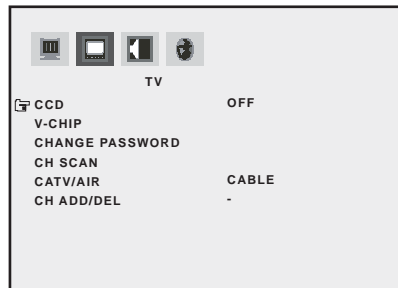 TV
CCD OFF
V-CHIP
CHANGE PASSWORD
CH SCAN
CATV/AIR CABLE
CH ADD/DEL -